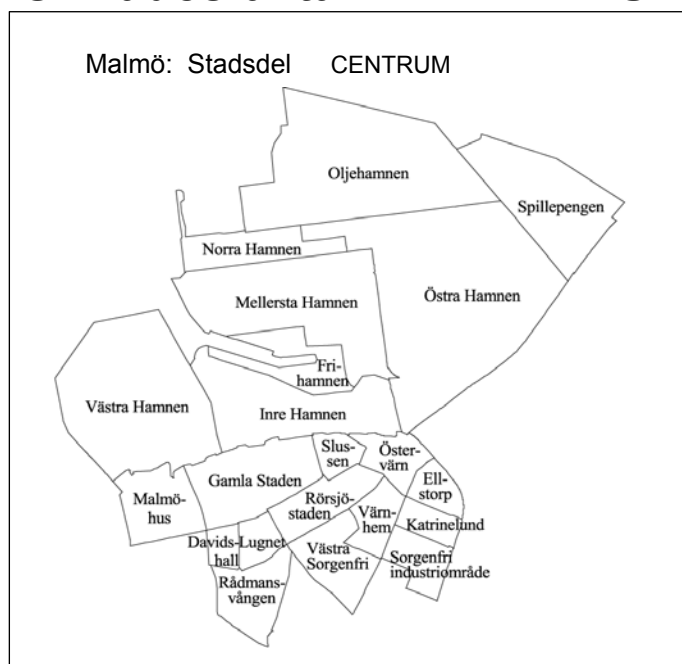 Malmö: Stadsdel CENTRUM
Oljehamnen
Spillepengen
Norra Hamnen
Mellersta Hamnen
Östra Hamnen
Fri-
hamnen
Västra Hamnen
Inre Hamnen
Slus-
sen
Öster-
värn
Gamla Staden
Ell-
storp
Malmö-
hus
Rörsjö-
staden
Värn-
hem
Katrinelund
Davids-
hall
Lugnet
Västra
Sorgenfri
Sorgenfri
industriområde
Rådmans-
vången